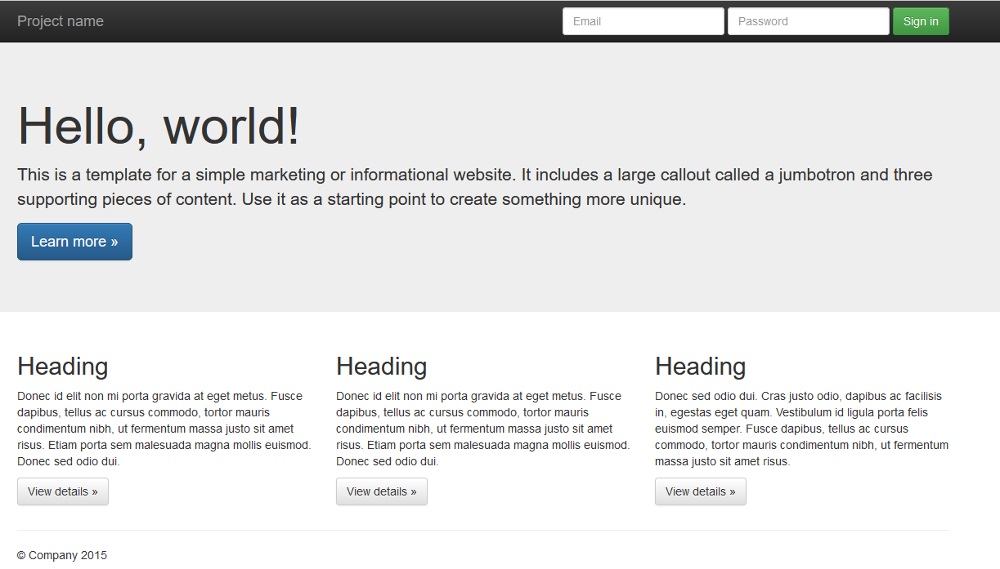 Project name
Email
Password
Sign in
Hello, world!
This is a template for a simple marketing or informational website. It includes a large callout called a jumbotron and three
supporting pieces of content. Use it as a starting point to create something more unique.
Learn more »
Heading
Donec id elit non mi porta gravida at eget metus. Fusce
dapibus, tellus ac cursus commodo, tortor mauris
condimentum nibh, ut fermentum massa justo sit amet
risus. Etiam porta sem malesuada magna mollis euismod.
Donec sed odio dui.
View details »
Heading
Donec id elit non mi porta gravida at eget metus. Fusce
dapibus, tellus ac cursus commodo, tortor mauris
condimentum nibh, ut fermentum massa justo sit amet
risus. Etiam porta sem malesuada magna mollis euismod.
Donec sed odio dui.
View details »
Heading
Donec sed odio dui. Cras justo odio, dapibus ac facilisis
in, egestas eget quam. Vestibulum id ligula porta felis
euismod semper. Fusce dapibus, tellus ac cursus
commodo, tortor mauris condimentum nibh, ut fermentum
massa justo sit amet risus.
View details »
© Company 2015